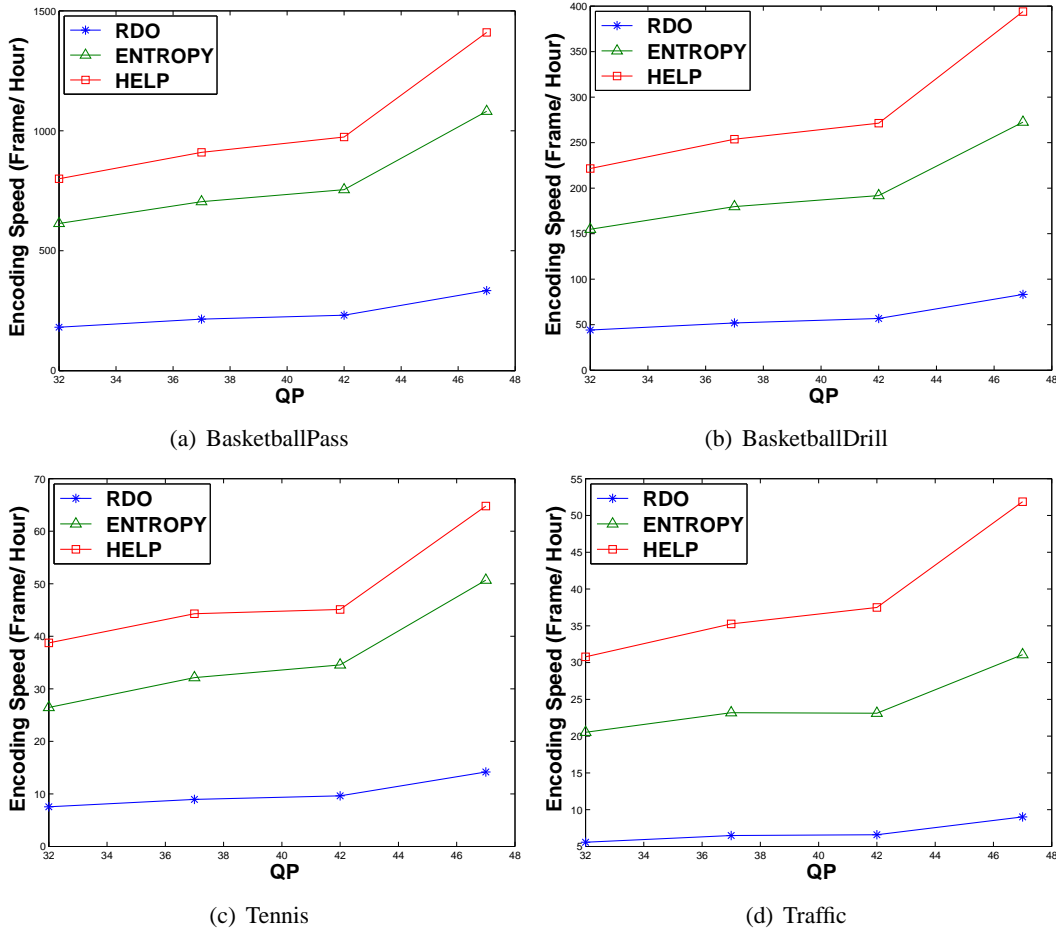 1500
RDO
ENTROPY
HELP
1000
500
0
Encoding Speed (Frame/ Hour)
32 34 36 38 40 42 44 46 48
QP
(a) BasketballPass
400
RDO
ENTROPY
HELP
350
300
250
200
150
100
50
0
Encoding Speed (Frame/ Hour)
32 34 36 38 40 42 44 46 48
QP
(b) BasketballDrill
70
RDO
ENTROPY
HELP
60
50
40
30
20
10
0
Encoding Speed (Frame/ Hour)
32 34 36 38 40 42 44 46 48
QP
(c) Tennis
55
RDO
ENTROPY
HELP
50
45
40
35
30
25
20
15
10
5
Encoding Speed (Frame/ Hour)
32 34 36 38 40 42 44 46 48
QP
(d) Traffic